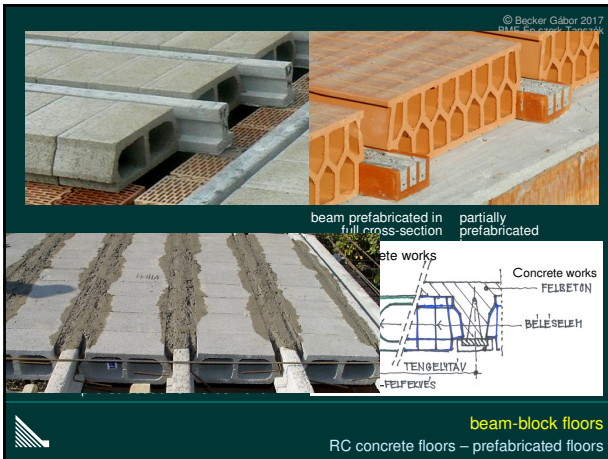 © Becker Gábor 2017
BME Ép.szerk.Tanszék
beam prefabricated in
full cross-section
partially
prefabricated
ete works
Concrete works
FELBETON
BÉLÉSELEM
TENGELYTÁV
-FELFEKVÉS
beam-block floors
RC concrete floors – prefabricated floors